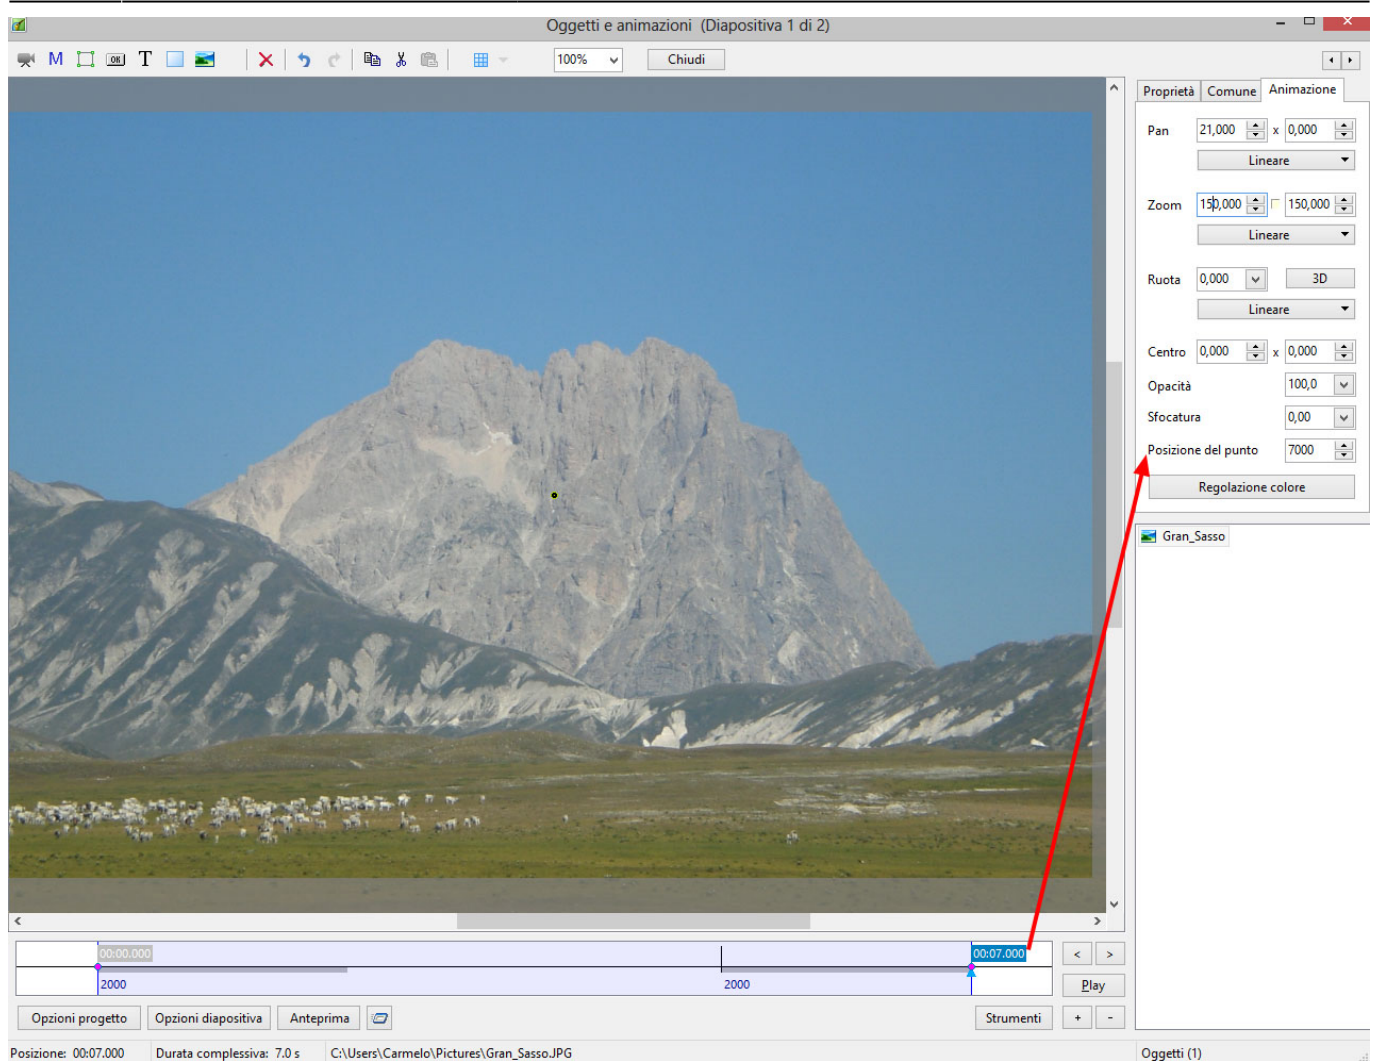 Oggetti e animazioni (Diapositiva 1 di 2)
M OK T 100% Chiudi
Proprietà Comune Animazione
Pan 21,000 x 0,000
Lineare
Zoom 150,000 150,000
Lineare
Ruota 0,000 3D
Lineare
Centro 0,000 x 0,000
Opacità 100,0
Sfocatura 0,00
Posizione del punto 7000
Regolazione colore
Gran_Sasso
00:00.000 00:07.000 < >
2000 2000 Play
Opzioni progetto Opzioni diapositiva Anteprima Strumenti + -
Posizione: 00:07.000 Durata complessiva: 7.0 s C:\Users\Carmelo\Pictures\Gran_Sasso.JPG Oggetti (1)